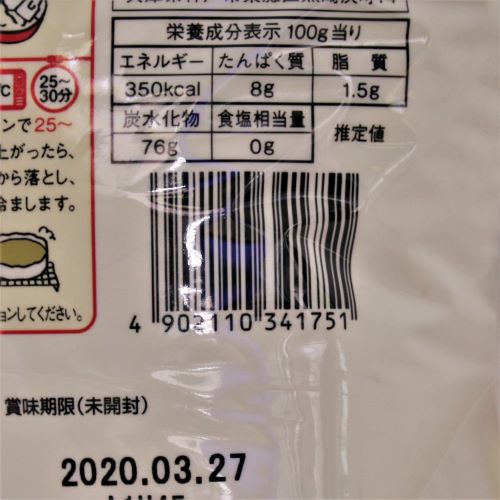 栄養成分表示 100g当り
エネルギー たんぱく質 脂 質
350kcal 8g 1.5g
炭水化物 食塩相当量 推定値
76g 0g
℃ 25〜
30分
ンで25〜
上がったら、
から落とし、
冷まします。
ョンしてください。
4 902110 341751
賞味期限(未開封)
2020.03.27